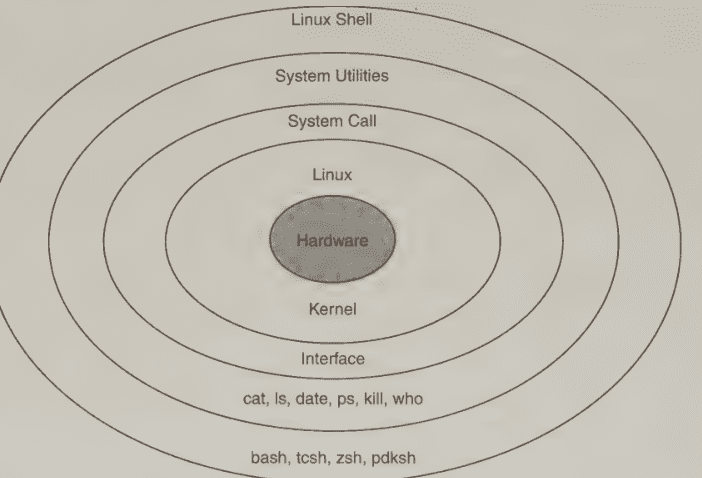 Linux Shell
System Utilities
System Call
Linux
Hardware
Kernel
Interface
cat, ls, date, ps, kill, who
bash, tcsh, zsh, pdksh